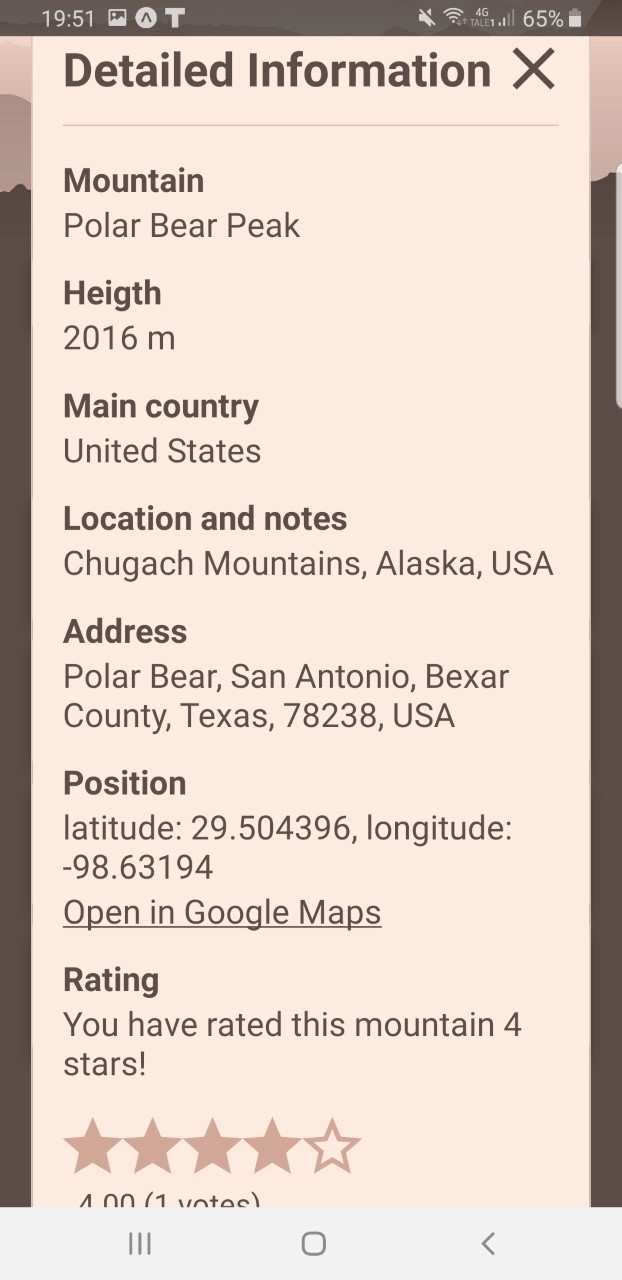 19:51
4G
TALE1
65%
Detailed Information
Mountain
Polar Bear Peak
Heigth
2016 m
Main country
United States
Location and notes
Chugach Mountains, Alaska, USA
Address
Polar Bear, San Antonio, Bexar
County, Texas, 78238, USA
Position
latitude: 29.504396, longitude:
-98.63194
Open in Google Maps
Rating
You have rated this mountain 4
stars!
4.00 (1 votes)